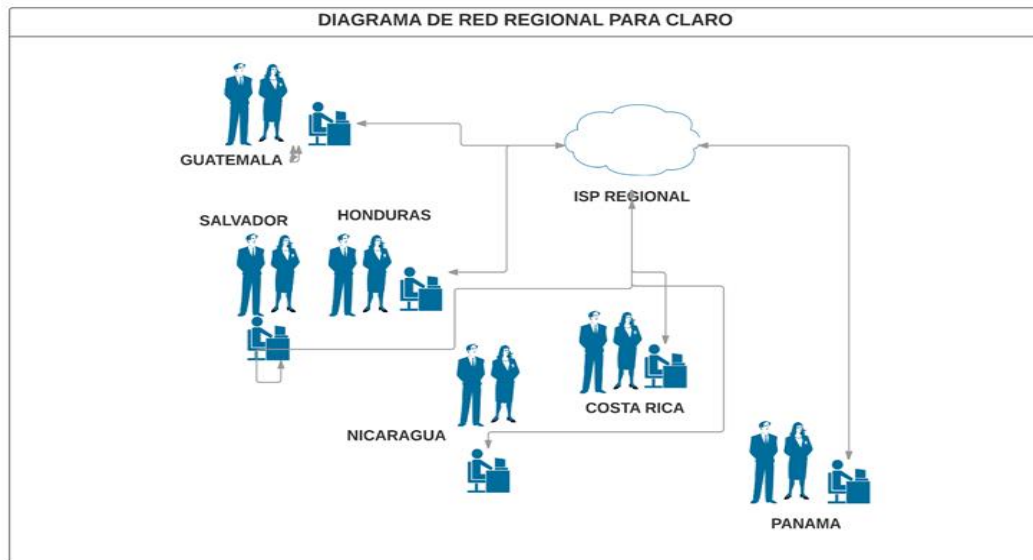 DIAGRAMA DE RED REGIONAL PARA CLARO
GUATEMALA
ISP REGIONAL
SALVADOR
HONDURAS
COSTA RICA
NICARAGUA
PANAMA